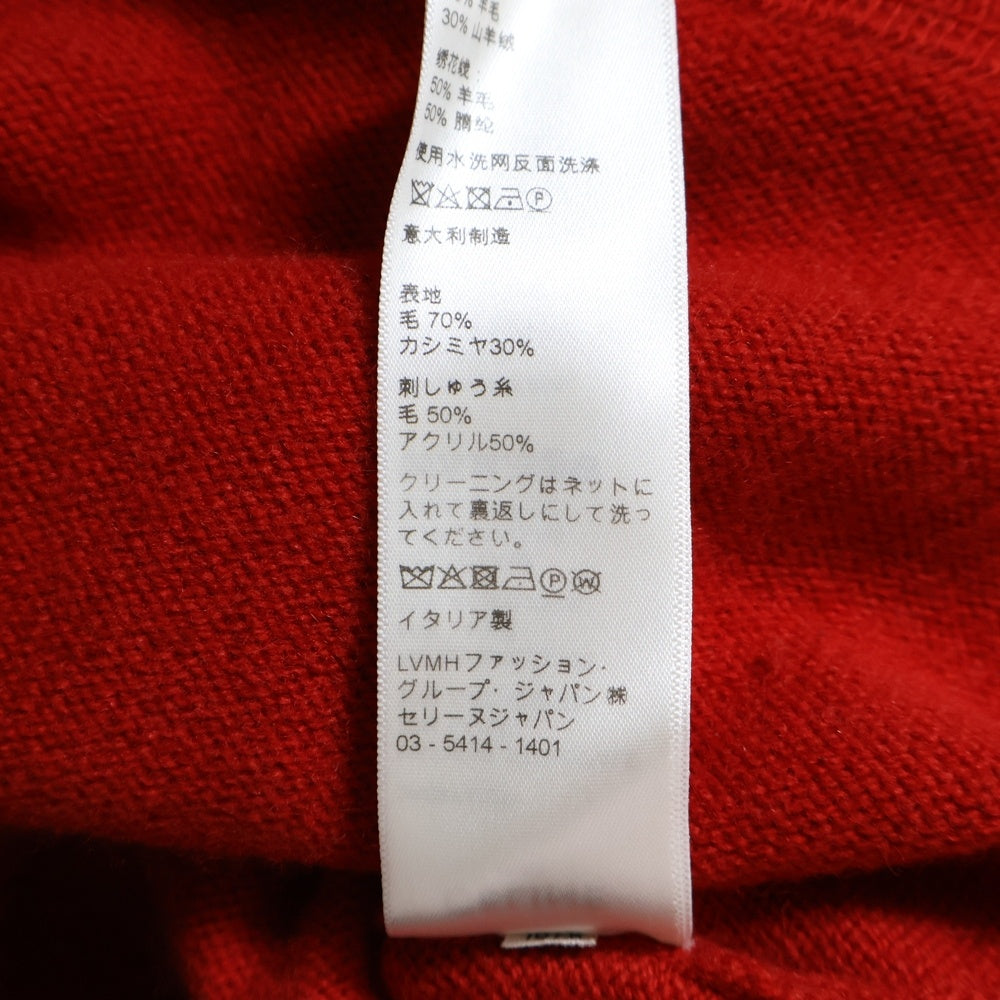 % 羊毛
30% 山羊绒
绣花线：
50% 羊毛
50% 腈纶
使用水洗网反面洗涤
P
意大利制造
表地
毛 70%
カシミヤ30%
刺しゅう糸
毛 50%
アクリル50%
クリーニングはネットに
入れて裏返しにして洗っ
てください。
P W
イタリア製
LVMHファッション・
グループ・ジャパン㈱
セリーヌジャパン
03 - 5414 - 1401